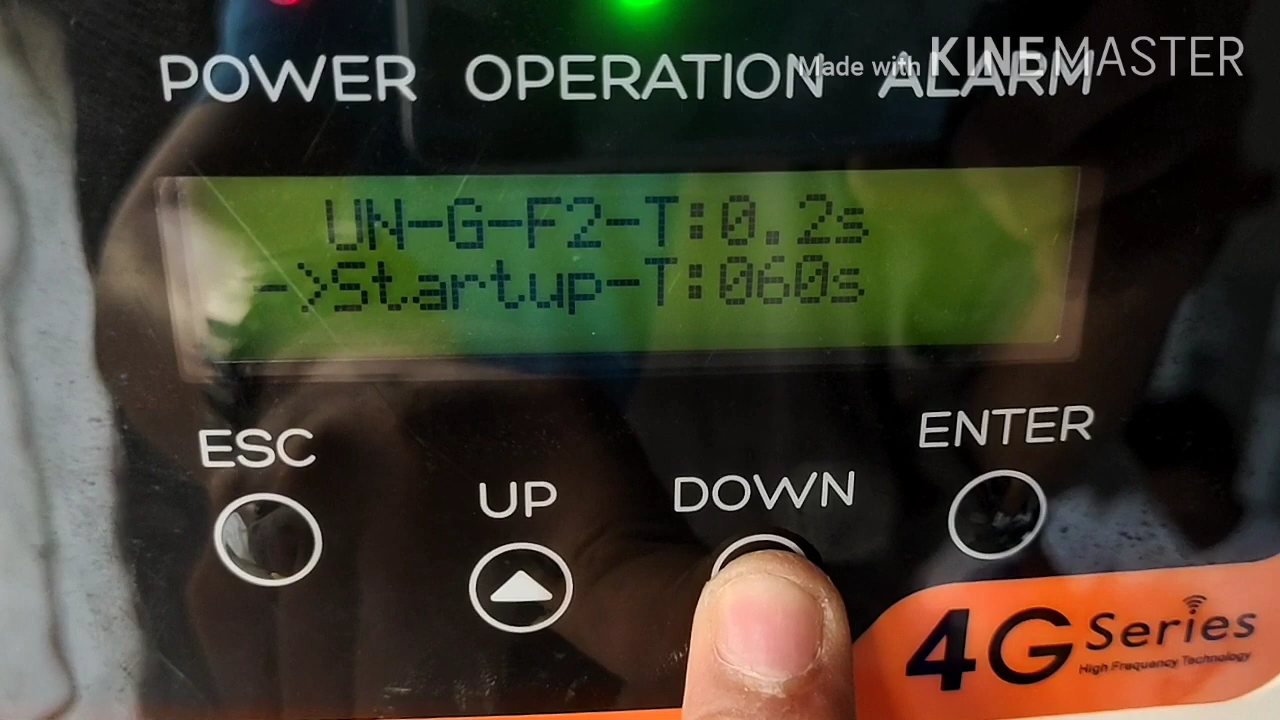 Made with KINEMASTER
POWER OPERATION ALARM
UN-G-F2-T:0.2s
->Startup-T:060s
ESC
UP
DOWN
ENTER
4G Series
High Frequency Technology